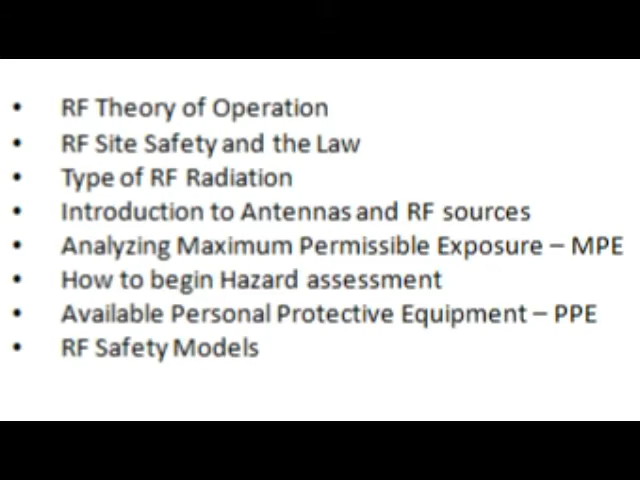 • RF Theory of Operation
• RF Site Safety and the Law
• Type of RF Radiation
• Introduction to Antennas and RF sources
• Analyzing Maximum Permissible Exposure – MPE
• How to begin Hazard assessment
• Available Personal Protective Equipment – PPE
• RF Safety Models